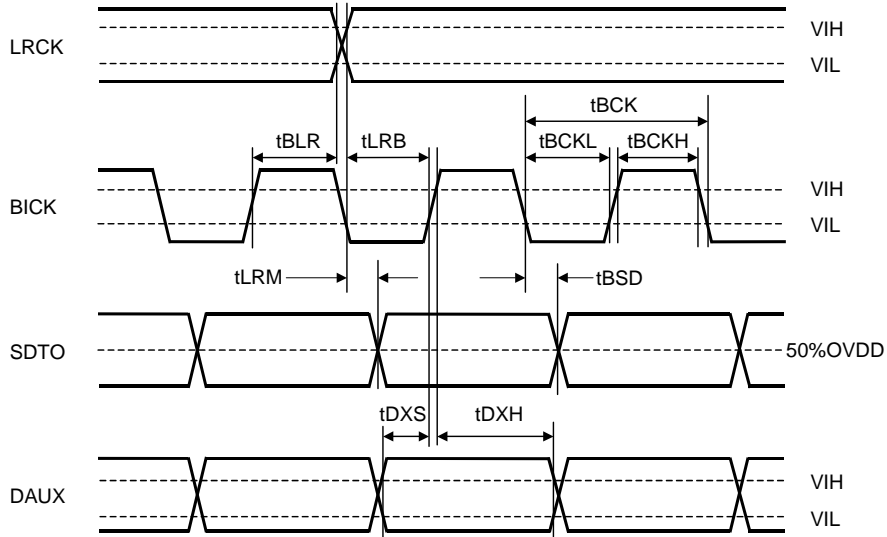 LRCK
VIH
VIL
tBCK
tBLR
tLRB
tBCKL
tBCKH
BICK
VIH
VIL
tLRM
tBSD
SDTO
50%OVDD
tDXS
tDXH
DAUX
VIH
VIL